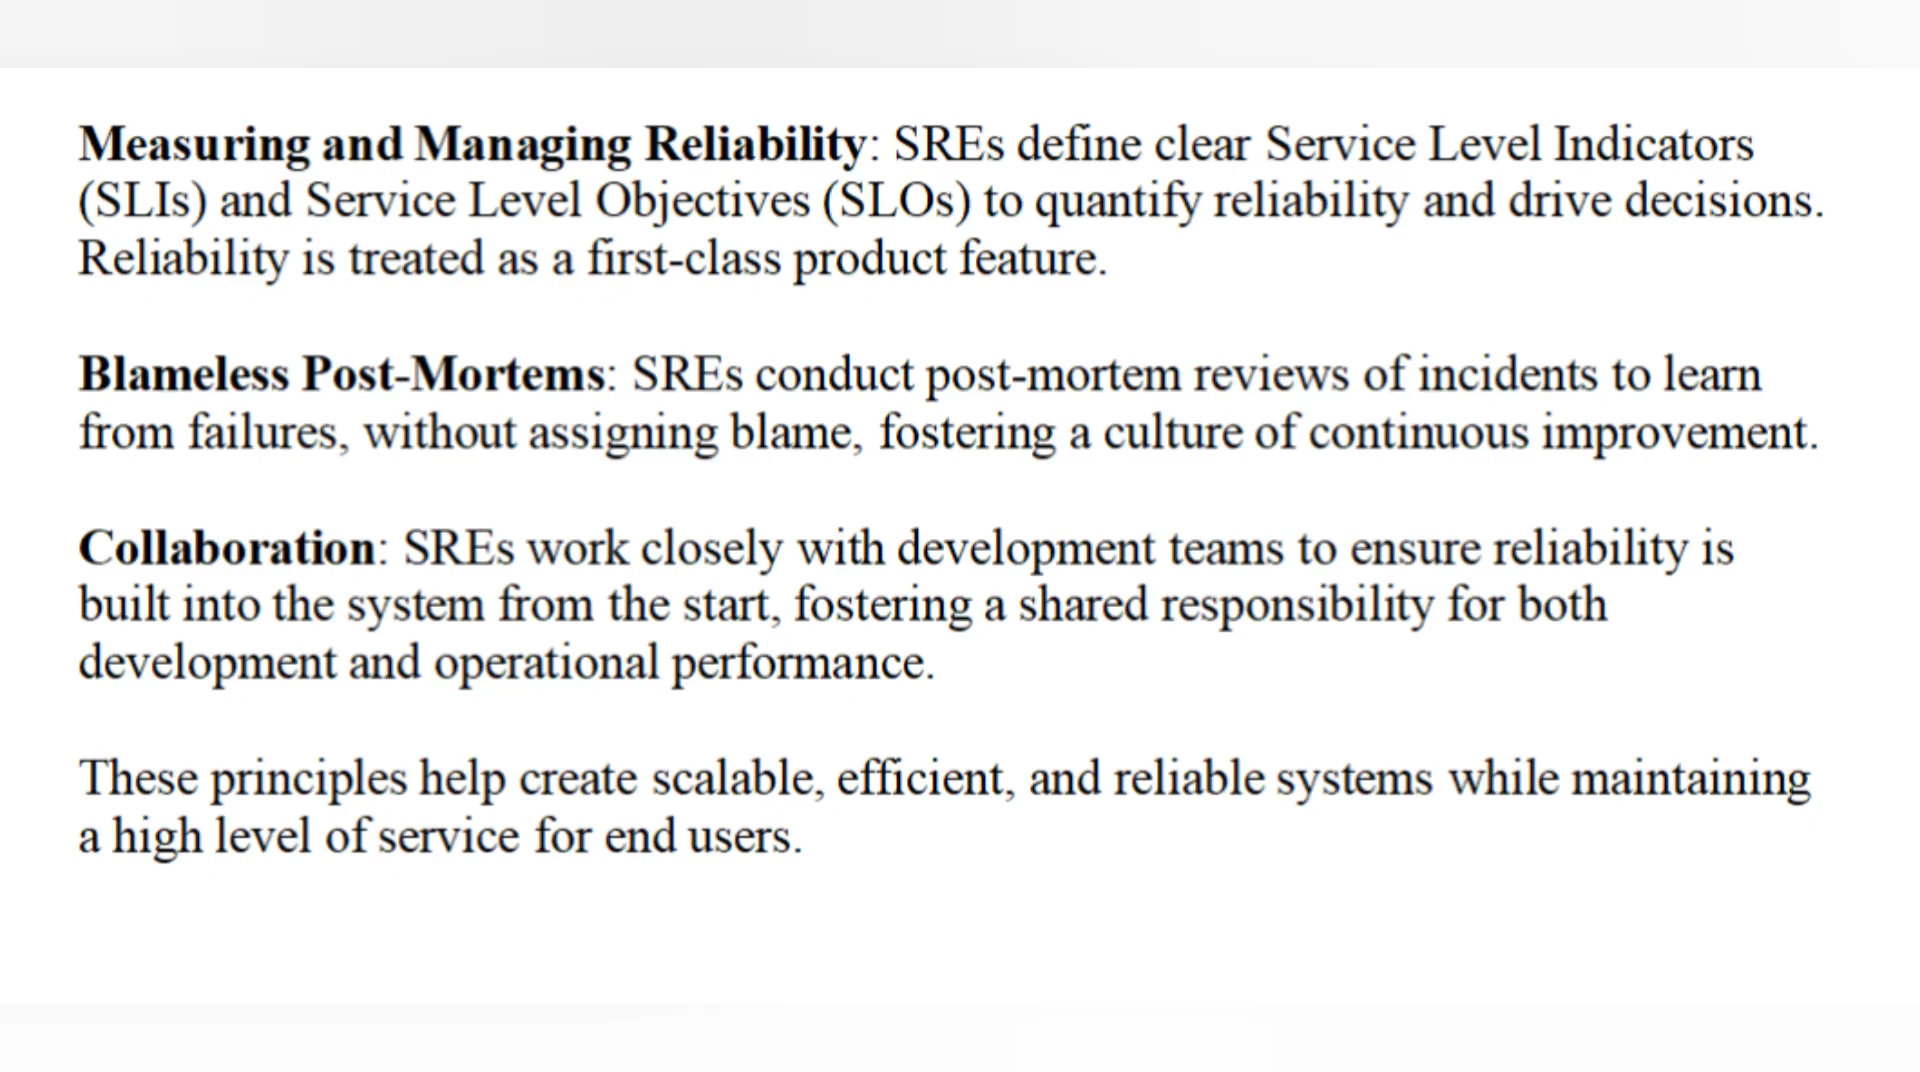 Measuring and Managing Reliability: SREs define clear Service Level Indicators
(SLIs) and Service Level Objectives (SLOs) to quantify reliability and drive decisions.
Reliability is treated as a first-class product feature.
Blameless Post-Mortems: SREs conduct post-mortem reviews of incidents to learn
from failures, without assigning blame, fostering a culture of continuous improvement.
Collaboration: SREs work closely with development teams to ensure reliability is
built into the system from the start, fostering a shared responsibility for both
development and operational performance.
These principles help create scalable, efficient, and reliable systems while maintaining
a high level of service for end users.